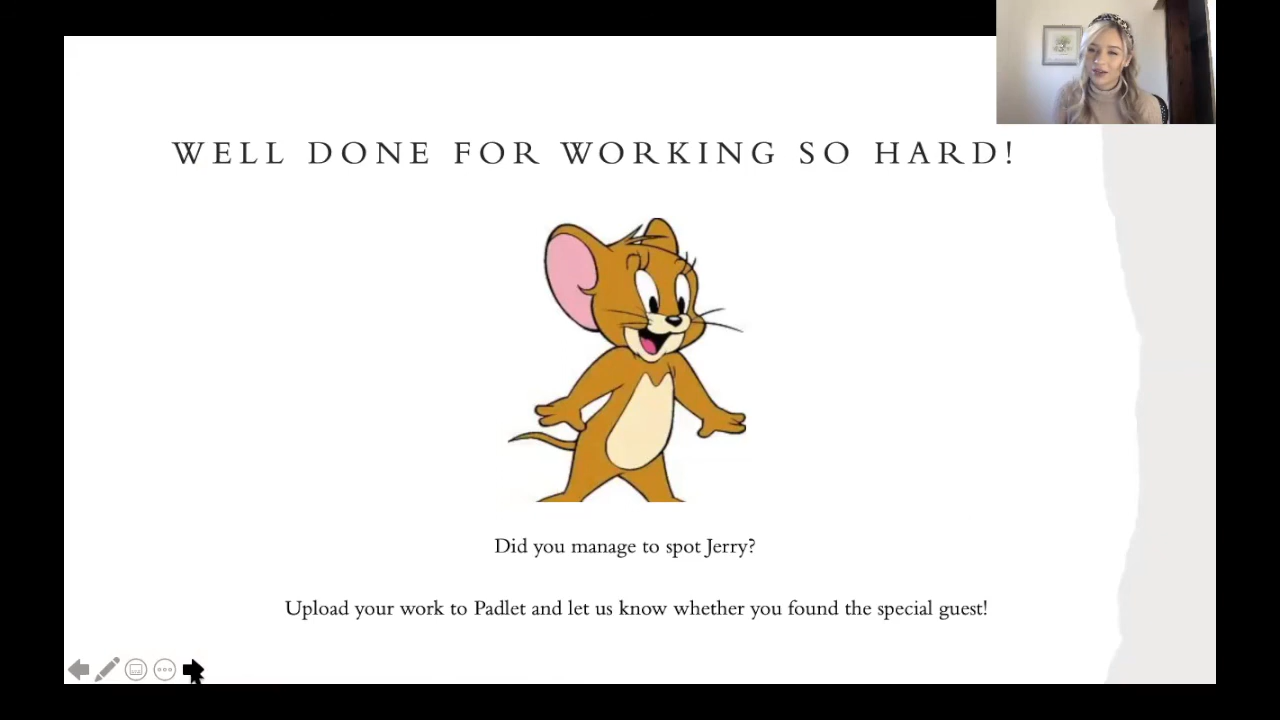 WELL DONE FOR WORKING SO HARD!
Did you manage to spot Jerry?
Upload your work to Padlet and let us know whether you found the special guest!